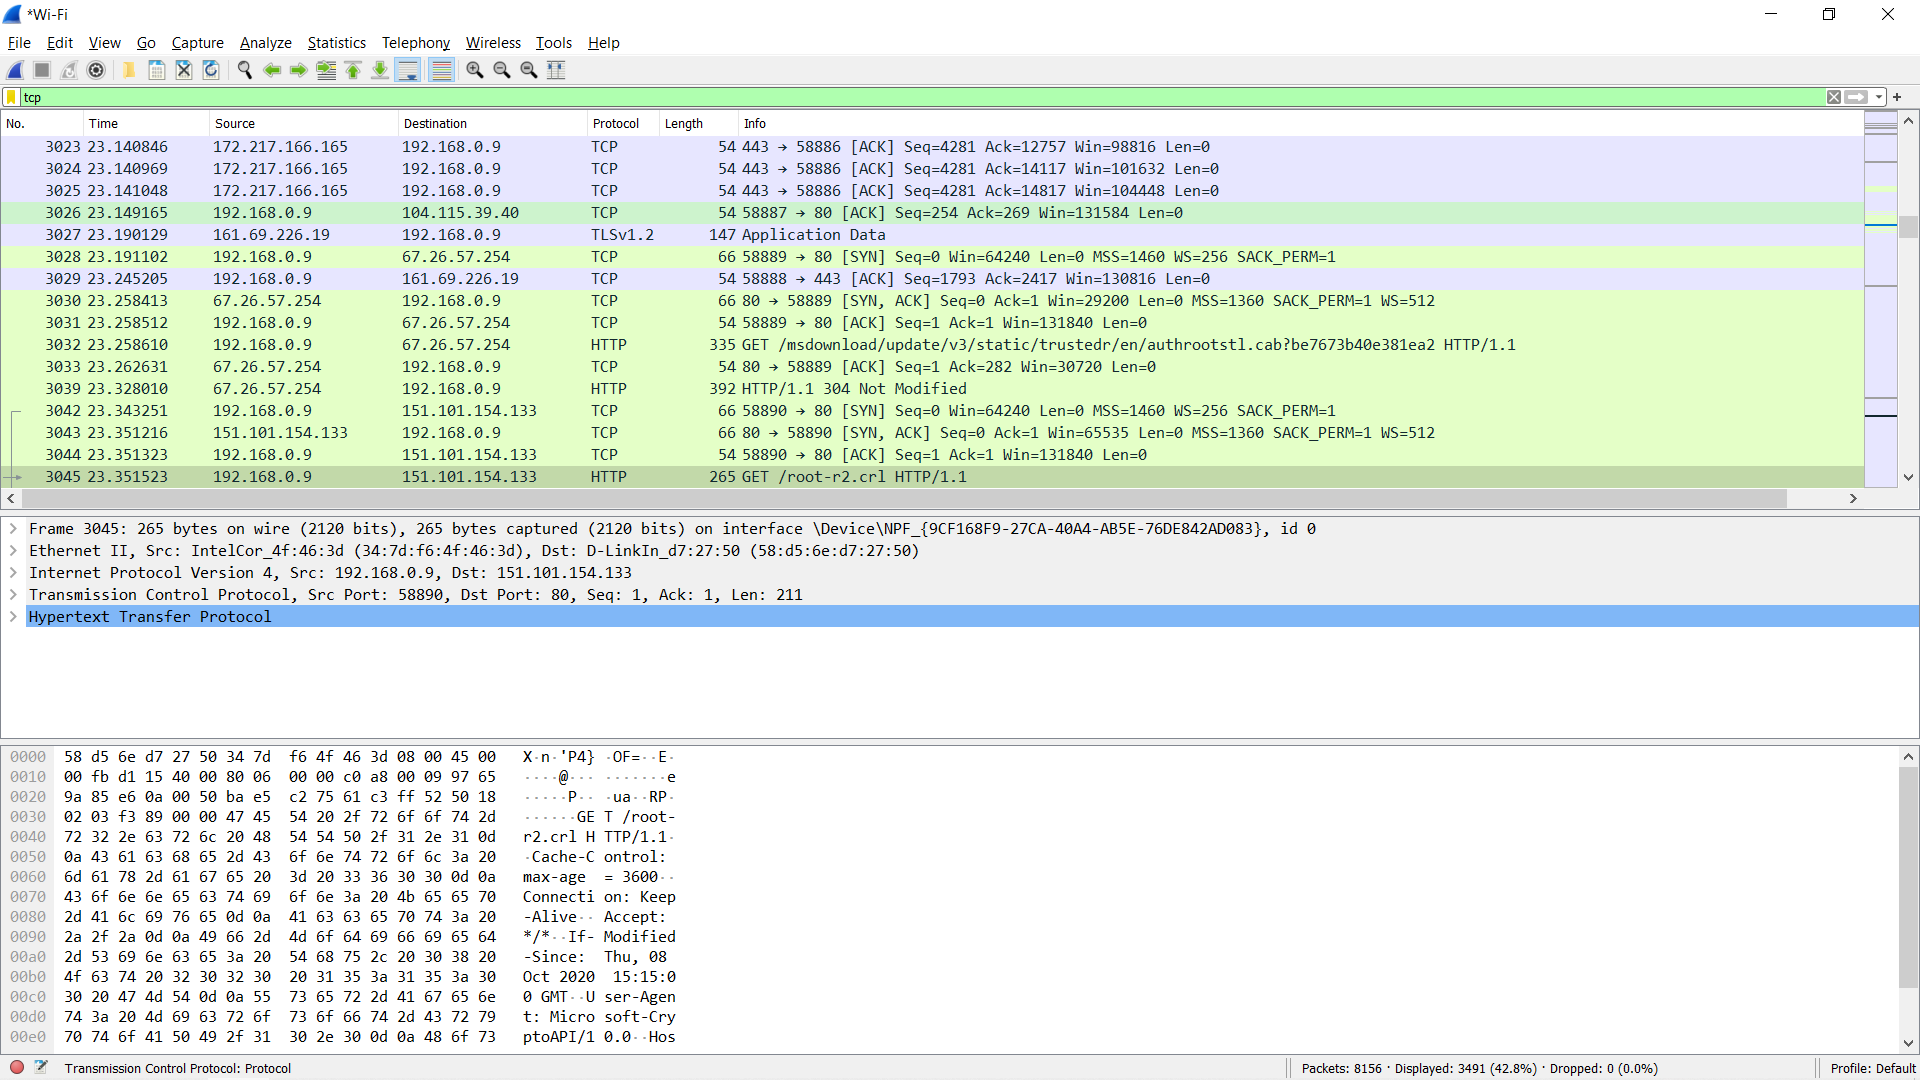 *Wi-Fi
File Edit View Go Capture Analyze Statistics Telephony Wireless Tools Help
tcp
No. Time Source Destination Protocol Length Info
3023 23.140846 172.217.166.165 192.168.0.9 TCP 54 443 → 58886 [ACK] Seq=4281 Ack=12757 Win=98816 Len=0
3024 23.140969 172.217.166.165 192.168.0.9 TCP 54 443 → 58886 [ACK] Seq=4281 Ack=14117 Win=101632 Len=0
3025 23.141048 172.217.166.165 192.168.0.9 TCP 54 443 → 58886 [ACK] Seq=4281 Ack=14817 Win=104448 Len=0
3026 23.149165 192.168.0.9 104.115.39.40 TCP 54 58887 → 80 [ACK] Seq=254 Ack=269 Win=131584 Len=0
3027 23.190129 161.69.226.19 192.168.0.9 TLSv1.2 147 Application Data
3028 23.191102 192.168.0.9 67.26.57.254 TCP 66 58889 → 80 [SYN] Seq=0 Win=64240 Len=0 MSS=1460 WS=256 SACK_PERM=1
3029 23.245205 192.168.0.9 161.69.226.19 TCP 54 58888 → 443 [ACK] Seq=1793 Ack=2417 Win=130816 Len=0
3030 23.258413 67.26.57.254 192.168.0.9 TCP 66 80 → 58889 [SYN, ACK] Seq=0 Ack=1 Win=29200 Len=0 MSS=1360 SACK_PERM=1 WS=512
3031 23.258512 192.168.0.9 67.26.57.254 TCP 54 58889 → 80 [ACK] Seq=1 Ack=1 Win=131840 Len=0
3032 23.258610 192.168.0.9 67.26.57.254 HTTP 335 GET /msdownload/update/v3/static/trustedr/en/authrootstl.cab?be7673b40e381ea2 HTTP/1.1
3033 23.262631 67.26.57.254 192.168.0.9 TCP 54 80 → 58889 [ACK] Seq=1 Ack=282 Win=30720 Len=0
3039 23.328010 67.26.57.254 192.168.0.9 HTTP 392 HTTP/1.1 304 Not Modified
3042 23.343251 192.168.0.9 151.101.154.133 TCP 66 58890 → 80 [SYN] Seq=0 Win=64240 Len=0 MSS=1460 WS=256 SACK_PERM=1
3043 23.351216 151.101.154.133 192.168.0.9 TCP 66 80 → 58890 [SYN, ACK] Seq=0 Ack=1 Win=65535 Len=0 MSS=1360 SACK_PERM=1 WS=512
3044 23.351323 192.168.0.9 151.101.154.133 TCP 54 58890 → 80 [ACK] Seq=1 Ack=1 Win=131840 Len=0
3045 23.351523 192.168.0.9 151.101.154.133 HTTP 265 GET /root-r2.crl HTTP/1.1
Frame 3045: 265 bytes on wire (2120 bits), 265 bytes captured (2120 bits) on interface \Device\NPF_{9CF168F9-27CA-40A4-AB5E-76DE842AD083}, id 0
Ethernet II, Src: IntelCor_4f:46:3d (34:7d:f6:4f:46:3d), Dst: D-LinkIn_d7:27:50 (58:d5:6e:d7:27:50)
Internet Protocol Version 4, Src: 192.168.0.9, Dst: 151.101.154.133
Transmission Control Protocol, Src Port: 58890, Dst Port: 80, Seq: 1, Ack: 1, Len: 211
Hypertext Transfer Protocol
0000 58 d5 6e d7 27 50 34 7d f6 4f 46 3d 08 00 45 00 X·n·'P4} ·OF=··E·
0010 00 fb d1 15 40 00 80 06 00 00 c0 a8 00 09 97 65 ····@··· ·······e
0020 9a 85 e6 0a 00 50 ba e5 c2 75 61 c3 ff 52 50 18 ·····P·· ·ua··RP·
0030 02 03 f3 89 00 00 47 45 54 20 2f 72 6f 6f 74 2d ······GE T /root-
0040 72 32 2e 63 72 6c 20 48 54 54 50 2f 31 2e 31 0d r2.crl H TTP/1.1·
0050 0a 43 61 63 68 65 2d 43 6f 6e 74 72 6f 6c 3a 20 ·Cache-C ontrol:
0060 6d 61 78 2d 61 67 65 20 3d 20 33 36 30 30 0d 0a max-age = 3600··
0070 43 6f 6e 6e 65 63 74 69 6f 6e 3a 20 4b 65 65 70 Connecti on: Keep
0080 2d 41 6c 69 76 65 0d 0a 41 63 63 65 70 74 3a 20 -Alive·· Accept:
0090 2a 2f 2a 0d 0a 49 66 2d 4d 6f 64 69 66 69 65 64 */*··If- Modified
00a0 2d 53 69 6e 63 65 3a 20 54 68 75 2c 20 30 38 20 -Since: Thu, 08
00b0 4f 63 74 20 32 30 32 30 20 31 35 3a 31 35 3a 30 Oct 2020 15:15:0
00c0 30 20 47 4d 54 0d 0a 55 73 65 72 2d 41 67 65 6e 0 GMT··U ser-Agen
00d0 74 3a 20 4d 69 63 72 6f 73 6f 66 74 2d 43 72 79 t: Micro soft-Cry
00e0 70 74 6f 41 50 49 2f 31 30 2e 30 0d 0a 48 6f 73 ptoAPI/1 0.0··Hos
Transmission Control Protocol: Protocol Packets: 8156 · Displayed: 3491 (42.8%) · Dropped: 0 (0.0%) Profile: Default